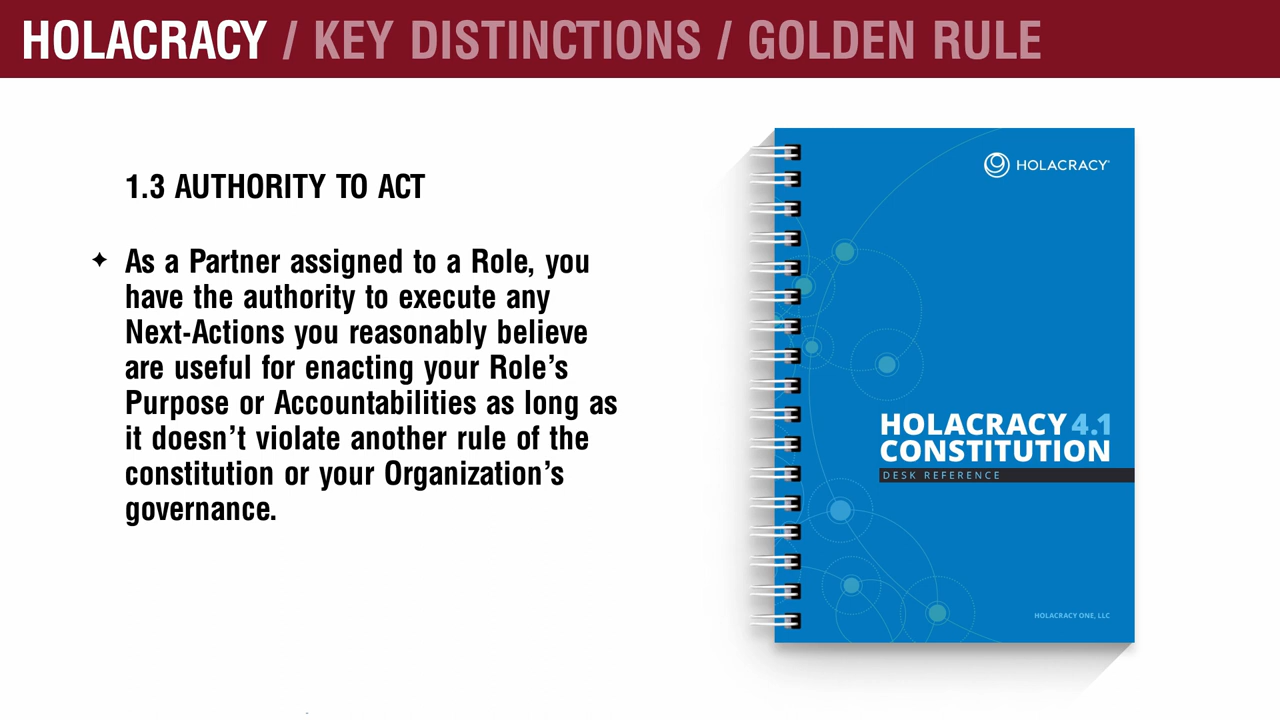 HOLACRACY / KEY DISTINCTIONS / GOLDEN RULE
1.3 AUTHORITY TO ACT
✦ As a Partner assigned to a Role, you
have the authority to execute any
Next-Actions you reasonably believe
are useful for enacting your Role’s
Purpose or Accountabilities as long as
it doesn’t violate another rule of the
constitution or your Organization’s
governance.
HOLACRACY
HOLACRACY 4.1
CONSTITUTION
DESK REFERENCE
HOLACRACY ONE, LLC